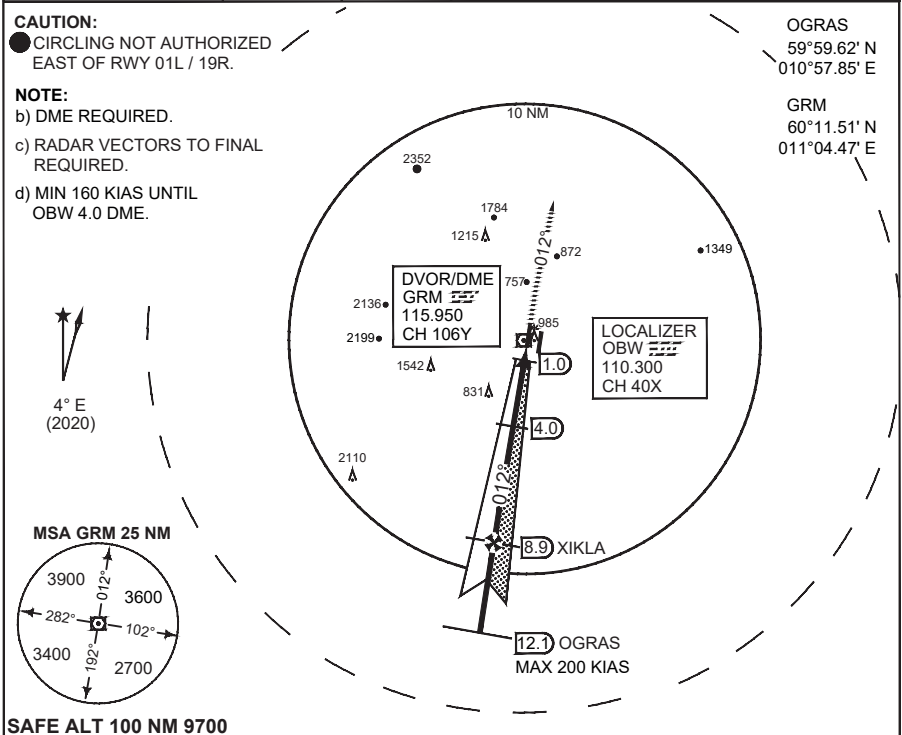 CAUTION:
CIRCLING NOT AUTHORIZED
EAST OF RWY 01L / 19R.
NOTE:
b) DME REQUIRED.
c) RADAR VECTORS TO FINAL
REQUIRED.
d) MIN 160 KIAS UNTIL
OBW 4.0 DME.
OGRAS
59°59.62' N
010°57.85' E
GRM
60°11.51' N
011°04.47' E
10 NM
2352
1784
1215
012°
872
1349
757
DVOR/DME
GRM
115.950
CH 106Y
2136
2199
985
LOCALIZER
OBW
110.300
CH 40X
1542
1.0
831
4.0
4° E
(2020)
2110
012°
8.9 XIKLA
12.1 OGRAS
MAX 200 KIAS
MSA GRM 25 NM
3900
012°
3600
282°
102°
3400
192°
2700
SAFE ALT 100 NM 9700